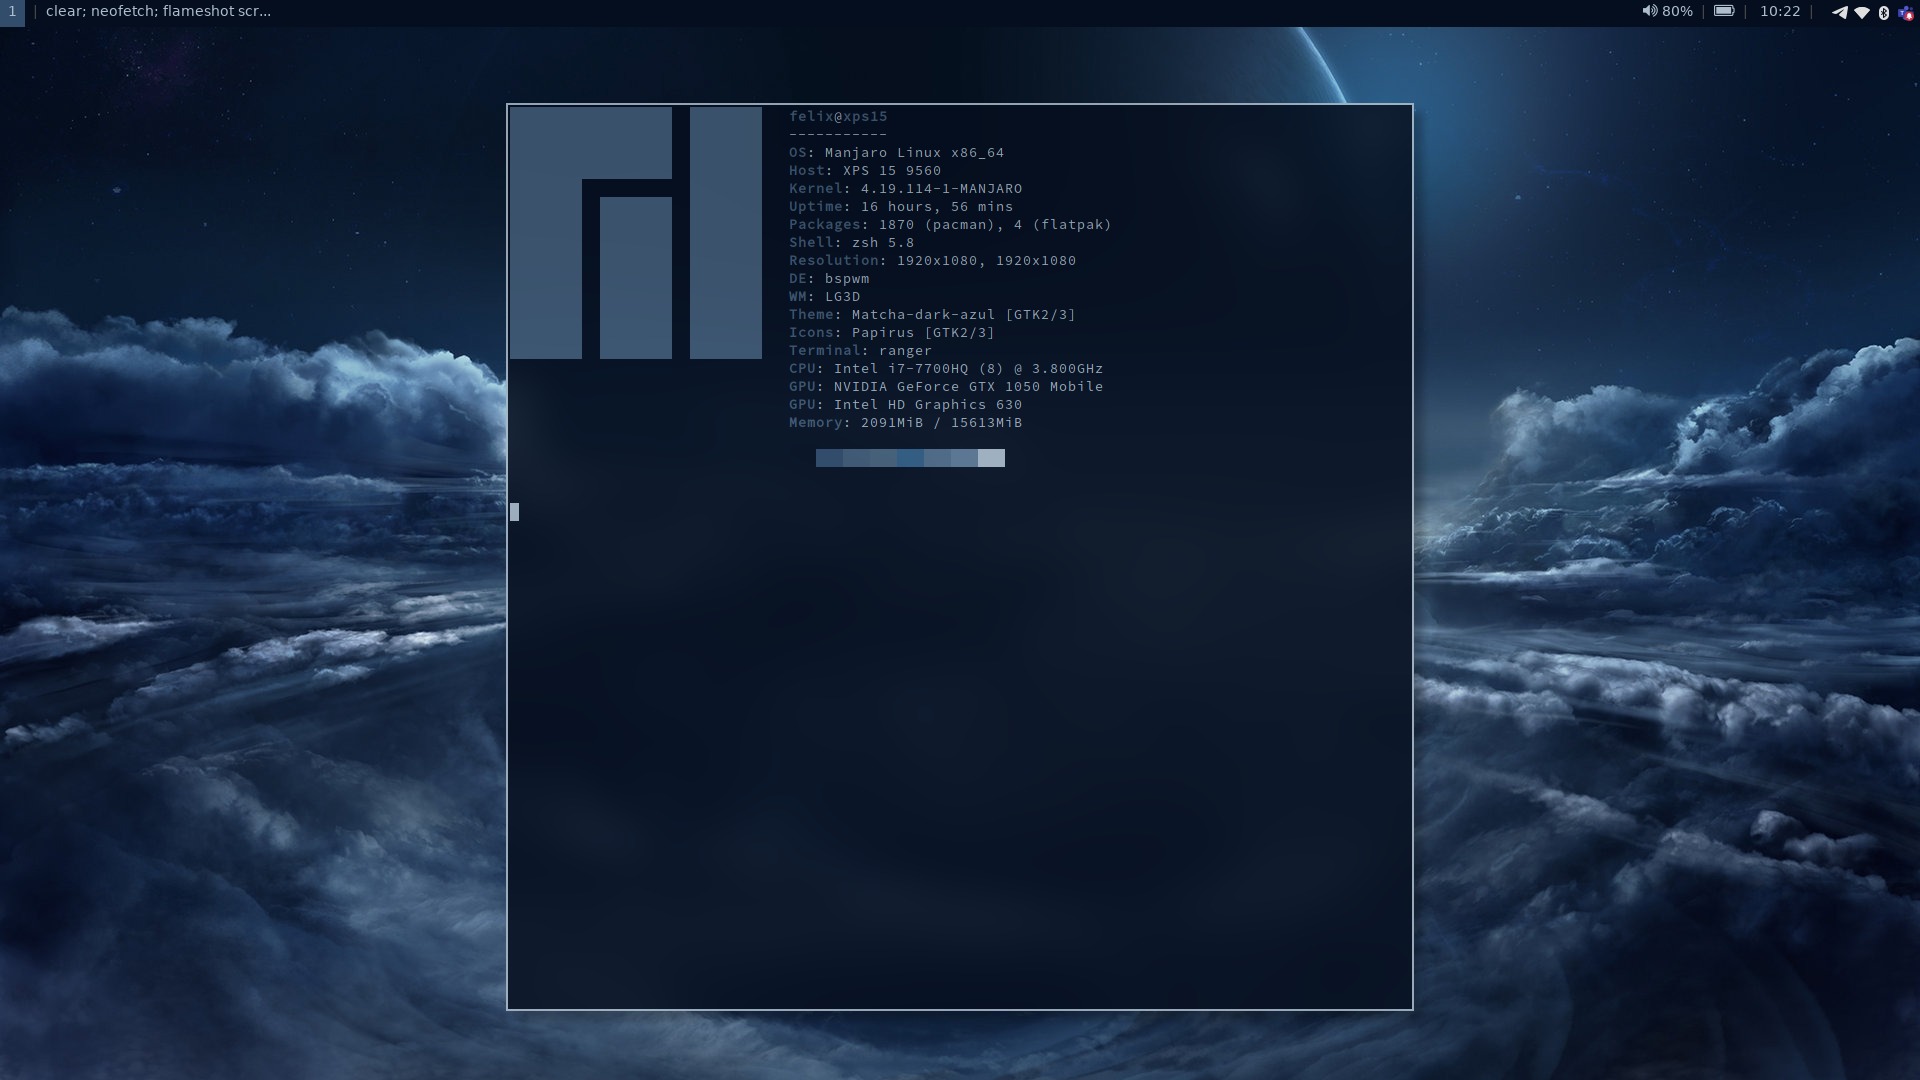 1 | clear; neofetch; flameshot scr... 80% | | 10:22 |
felix@xps15
-----------
OS: Manjaro Linux x86_64
Host: XPS 15 9560
Kernel: 4.19.114-1-MANJARO
Uptime: 16 hours, 56 mins
Packages: 1870 (pacman), 4 (flatpak)
Shell: zsh 5.8
Resolution: 1920x1080, 1920x1080
DE: bspwm
WM: LG3D
Theme: Matcha-dark-azul [GTK2/3]
Icons: Papirus [GTK2/3]
Terminal: ranger
CPU: Intel i7-7700HQ (8) @ 3.800GHz
GPU: NVIDIA GeForce GTX 1050 Mobile
GPU: Intel HD Graphics 630
Memory: 2091MiB / 15613MiB